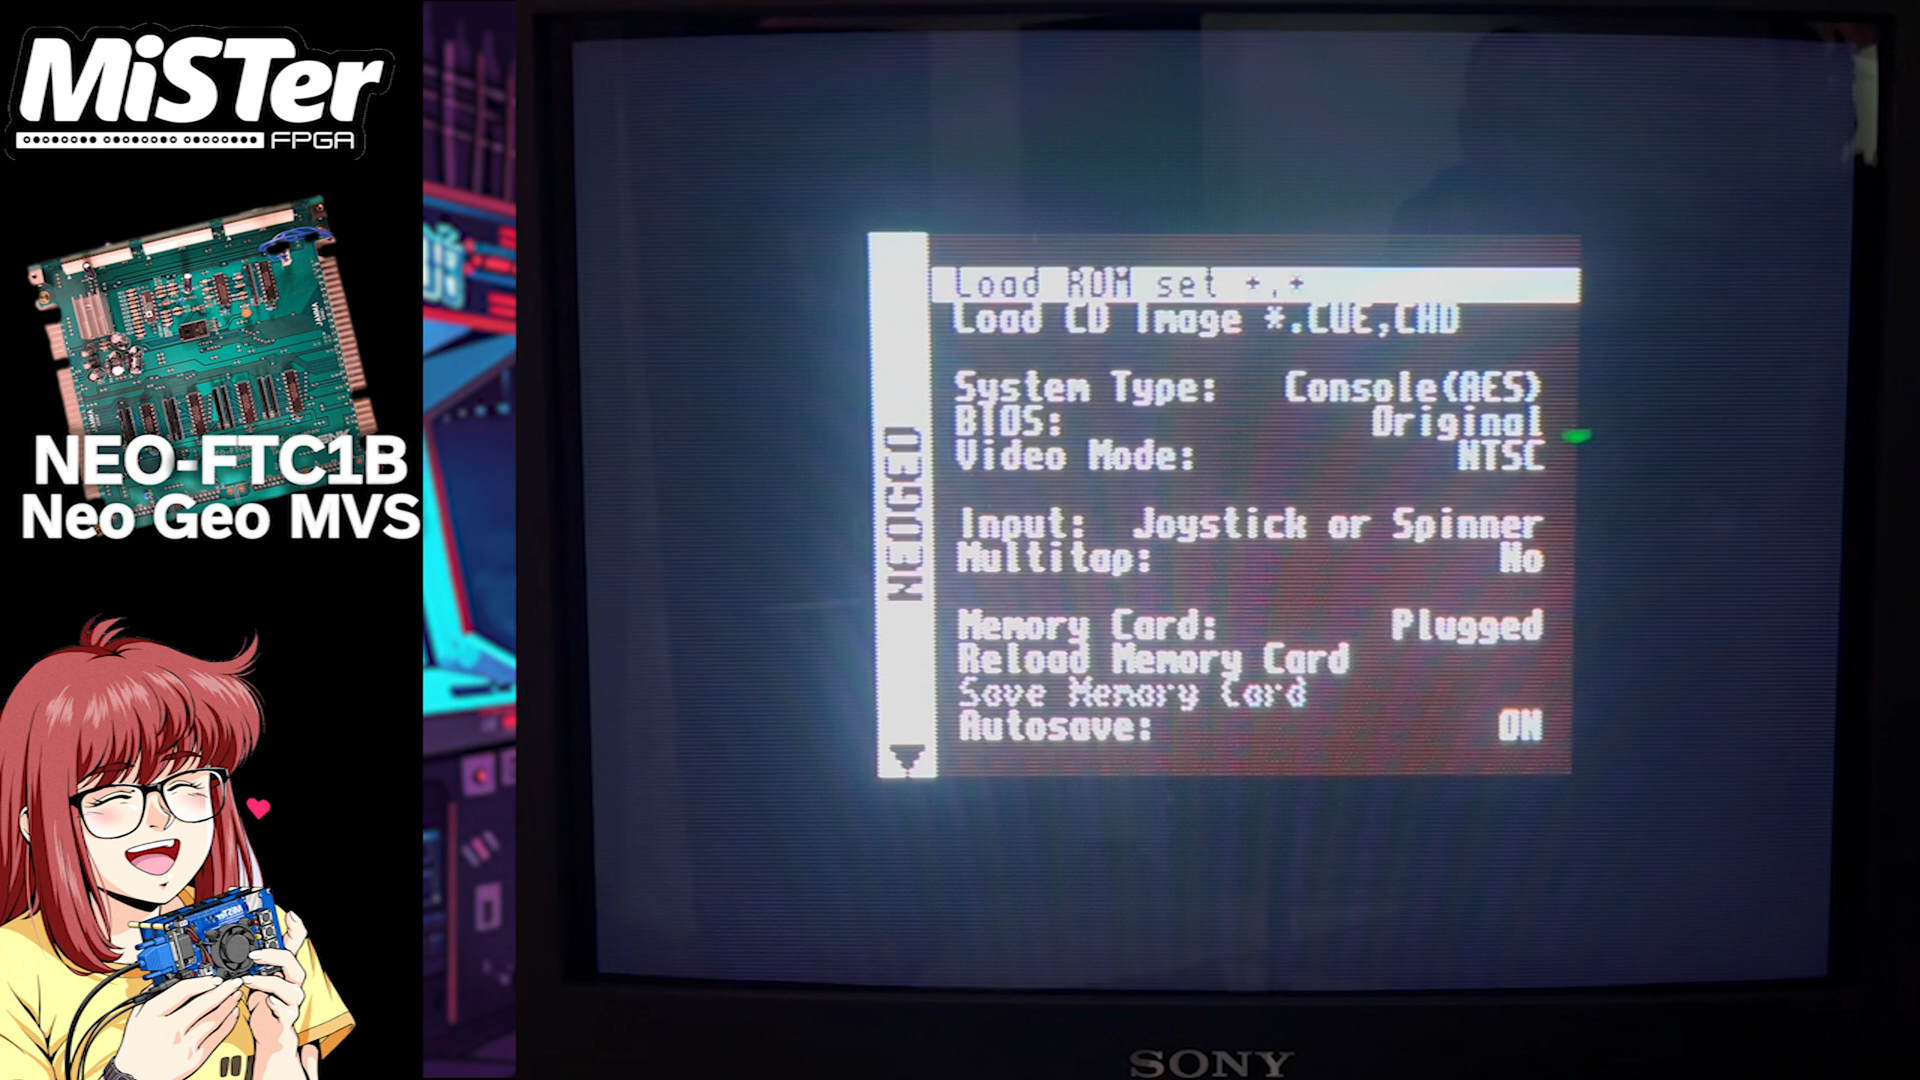 MiSTer
FPGA
NEO-FTC1B
Neo Geo MVS
NEOGEO
Load ROM set *.*
Load CD Image *.CUE,CHD
System Type: Console(AES)
BIOS: Original
Video Mode: NTSC
Input: Joystick or Spinner
Multitap: No
Memory Card: Plugged
Reload Memory Card
Save Memory Card
Autosave: ON
SONY